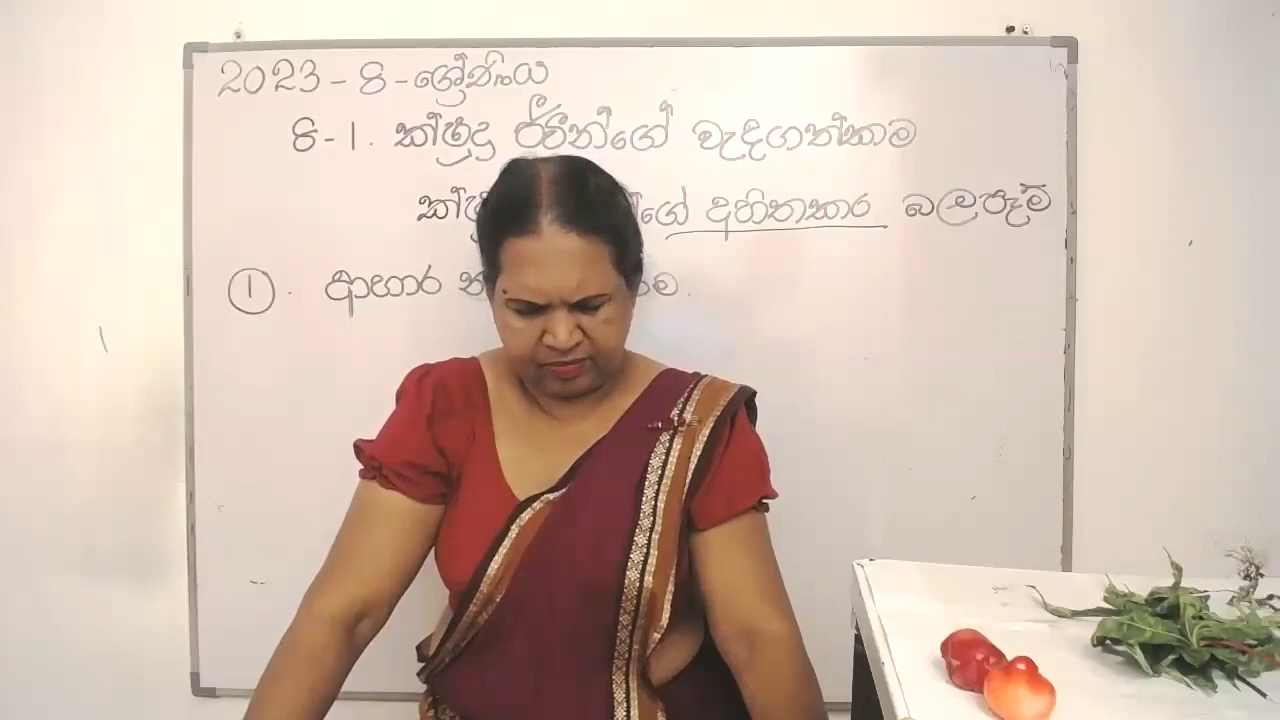 2023 - 8 - ශ්‍රේණිය
8-1. ක්ෂුද්‍ර ජීවීන්ගේ වැදගත්කම
ගේ අහිතකර බලපෑම්
① . ආහාර